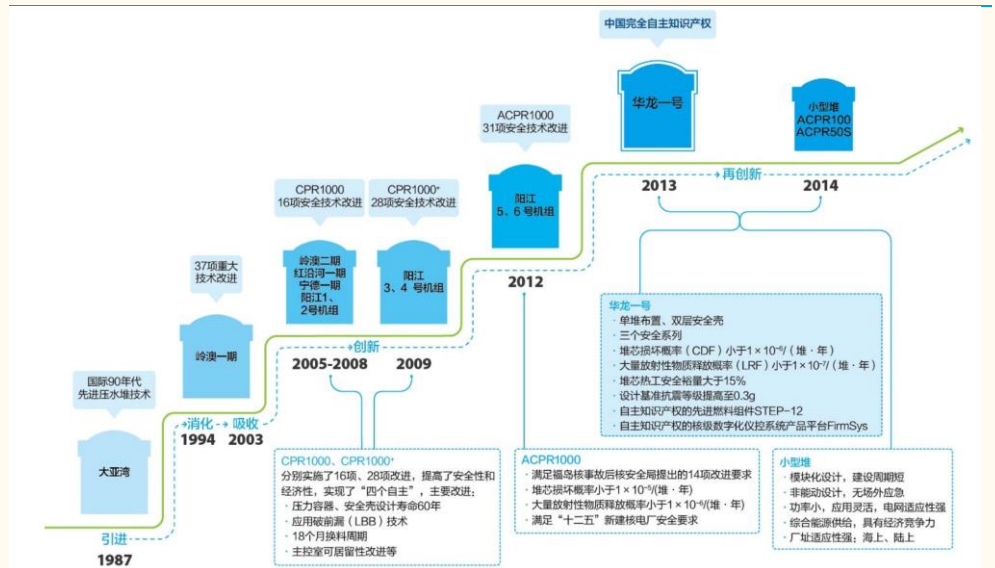 中国完全自主知识产权
华龙一号
小型堆
ACPR100
ACPR50S
ACPR1000
31项安全技术改进
阳江
5、6号机组
再创新
2013
2014
CPR1000
16项安全技术改进
CPR1000⁺
28项安全技术改进
岭澳二期
红沿河一期
宁德一期
阳江1、
2号机组
阳江
3、4 号机组
2012
37项重大
技术改进
岭澳一期
创新
2005-2008
2009
国际90年代
先进压水堆技术
大亚湾
消化
吸收
1994
2003
引进
1987
CPR1000、CPR1000⁺
分别实施了16项、28项改进，提高了安全性和
经济性，实现了“四个自主”，主要改进：
· 压力容器、安全壳设计寿命60年
· 应用破前漏（LBB）技术
· 18个月换料周期
· 主控室可居留性改进等
ACPR1000
· 满足福岛核事故后核安全局提出的14项改进要求
· 堆芯损坏概率小于1×10⁻⁵/(堆·年)
· 大量放射性物质释放概率小于1×10⁻⁶/(堆·年)
· 满足“十二五”新建核电厂安全要求
华龙一号
· 单堆布置、双层安全壳
· 三个安全系列
· 堆芯损坏概率（CDF）小于1×10⁻⁶/（堆·年）
· 大量放射性物质释放概率（LRF）小于1×10⁻⁷/（堆·年）
· 堆芯热工安全裕量大于15%
· 设计基准抗震等级提高至0.3g
· 自主知识产权的先进燃料组件STEP-12
· 自主知识产权的核级数字化仪控系统产品平台FirmSys
小型堆
· 模块化设计，建设周期短
· 非能动设计，无场外应急
· 功率小，应用灵活，电网适应性强
· 综合能源供给，具有经济竞争力
· 厂址适应性强：海上、陆上